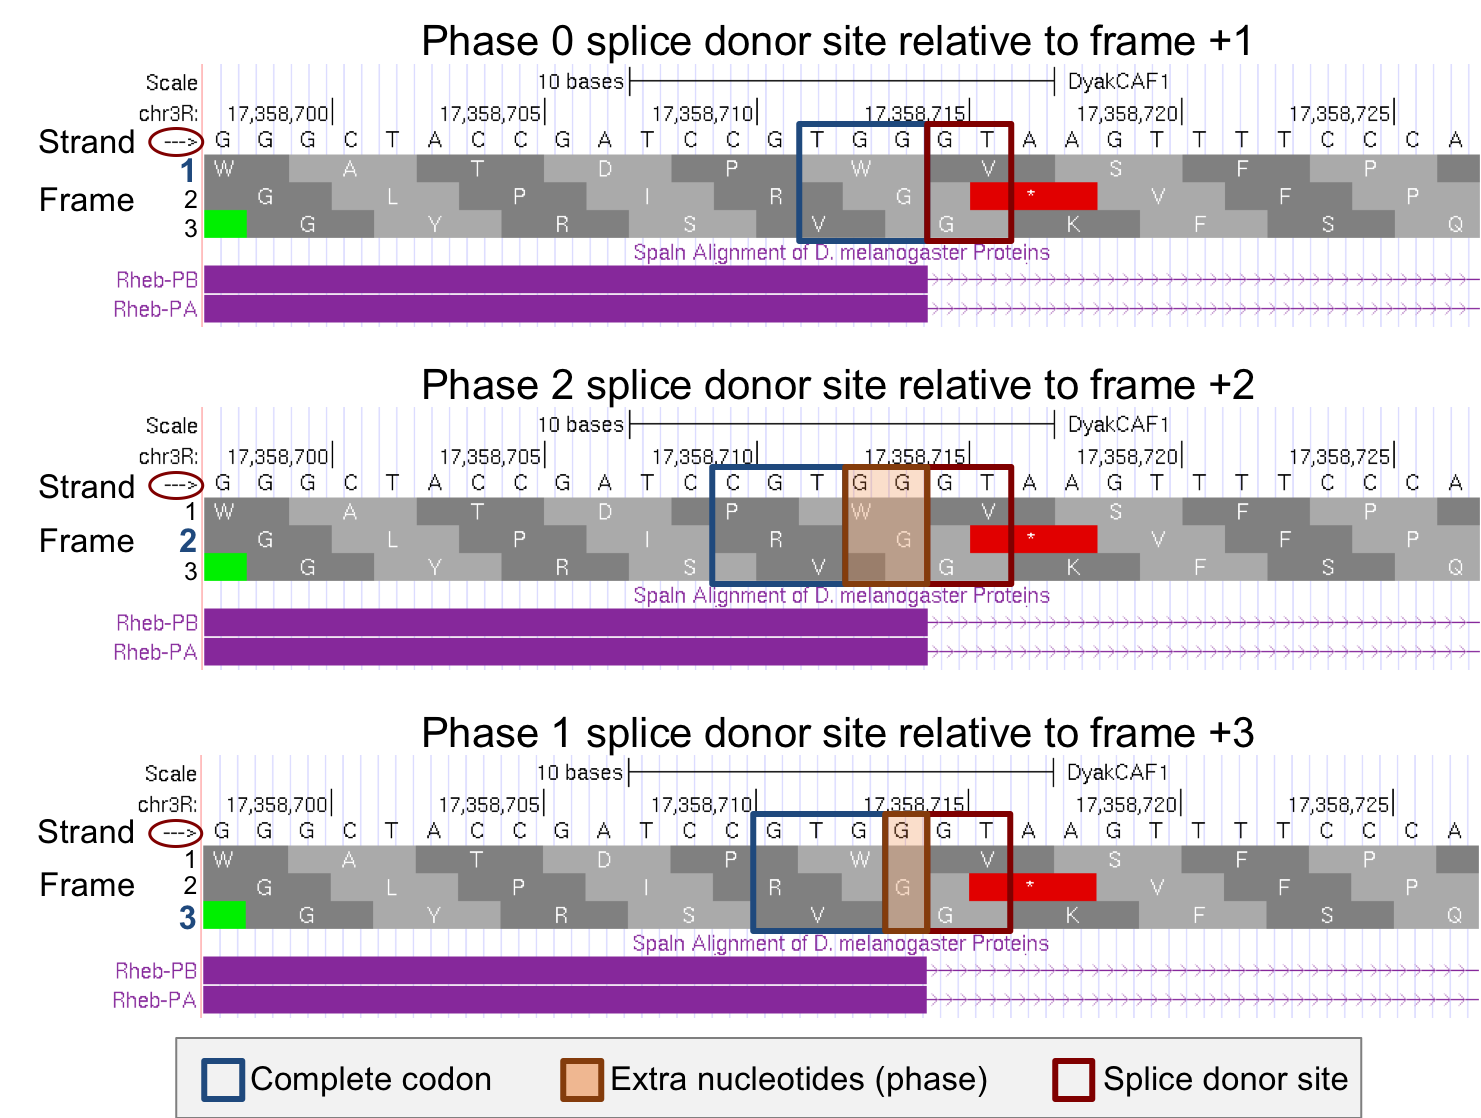 Phase 0 splice donor site relative to frame +1
Scale 10 bases DyakCAF1
chr3R: 17,358,700 17,358,705 17,358,710 17,358,715 17,358,720 17,358,725
Strand ---> G G G C T A C C G A T C C G T G G G T A A G T T T T C C C A
1 W A T D P W V S F P
Frame 2 G L P I R G * V F P
3 G Y R S V G K F S Q
Spaln Alignment of D. melanogaster Proteins
Rheb-PB
Rheb-PA
Phase 2 splice donor site relative to frame +2
Scale 10 bases DyakCAF1
chr3R: 17,358,700 17,358,705 17,358,710 17,358,715 17,358,720 17,358,725
Strand ---> G G G C T A C C G A T C C G T G G G T A A G T T T T C C C A
1 W A T D P W V S F P
Frame 2 G L P I R G * V F P
3 G Y R S V G K F S Q
Spaln Alignment of D. melanogaster Proteins
Rheb-PB
Rheb-PA
Phase 1 splice donor site relative to frame +3
Scale 10 bases DyakCAF1
chr3R: 17,358,700 17,358,705 17,358,710 17,358,715 17,358,720 17,358,725
Strand ---> G G G C T A C C G A T C C G T G G G T A A G T T T T C C C A
1 W A T D P W V S F P
Frame 2 G L P I R G * V F P
3 G Y R S V G K F S Q
Spaln Alignment of D. melanogaster Proteins
Rheb-PB
Rheb-PA
Complete codon Extra nucleotides (phase) Splice donor site